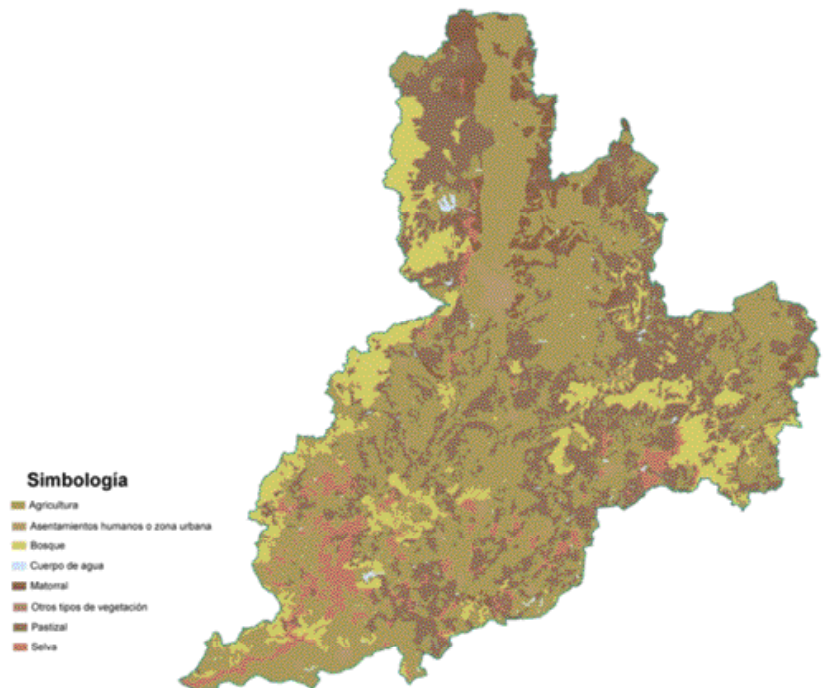 Simbología
Agricultura
Asentamientos humanos o zona urbana
Bosque
Cuerpo de agua
Matorral
Otros tipos de vegetación
Pastizal
Selva